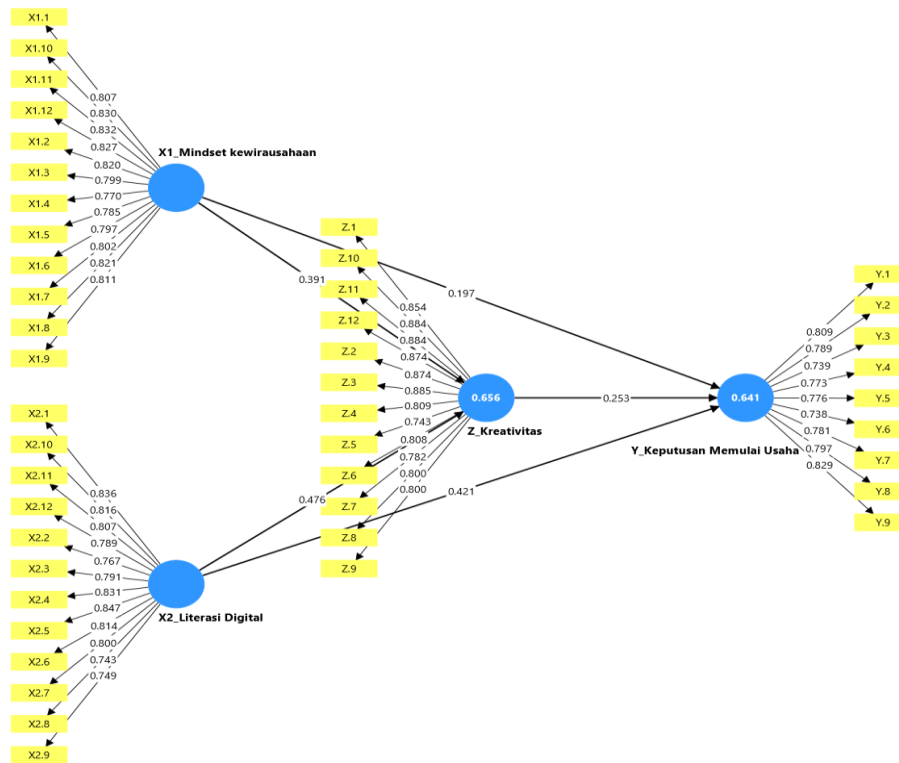 X1.1
X1.10
X1.11
X1.12
X1.2
X1.3
X1.4
X1.5
X1.6
X1.7
X1.8
X1.9
0.807
0.830
0.832
0.827
0.820
0.799
0.770
0.785
0.797
0.802
0.821
0.811
X1_Mindset kewirausahaan
X2.1
X2.10
X2.11
X2.12
X2.2
X2.3
X2.4
X2.5
X2.6
X2.7
X2.8
X2.9
0.836
0.816
0.807
0.789
0.767
0.791
0.831
0.847
0.814
0.800
0.743
0.749
X2_Literasi Digital
0.391
0.476
0.197
0.421
0.253
Z.1
Z.10
Z.11
Z.12
Z.2
Z.3
Z.4
Z.5
Z.6
Z.7
Z.8
Z.9
0.854
0.884
0.884
0.874
0.874
0.885
0.809
0.743
0.808
0.782
0.800
0.800
0.656
Z_Kreativitas
0.641
Y_Keputusan Memulai Usaha
0.809
0.789
0.739
0.773
0.776
0.738
0.781
0.797
0.829
Y.1
Y.2
Y.3
Y.4
Y.5
Y.6
Y.7
Y.8
Y.9